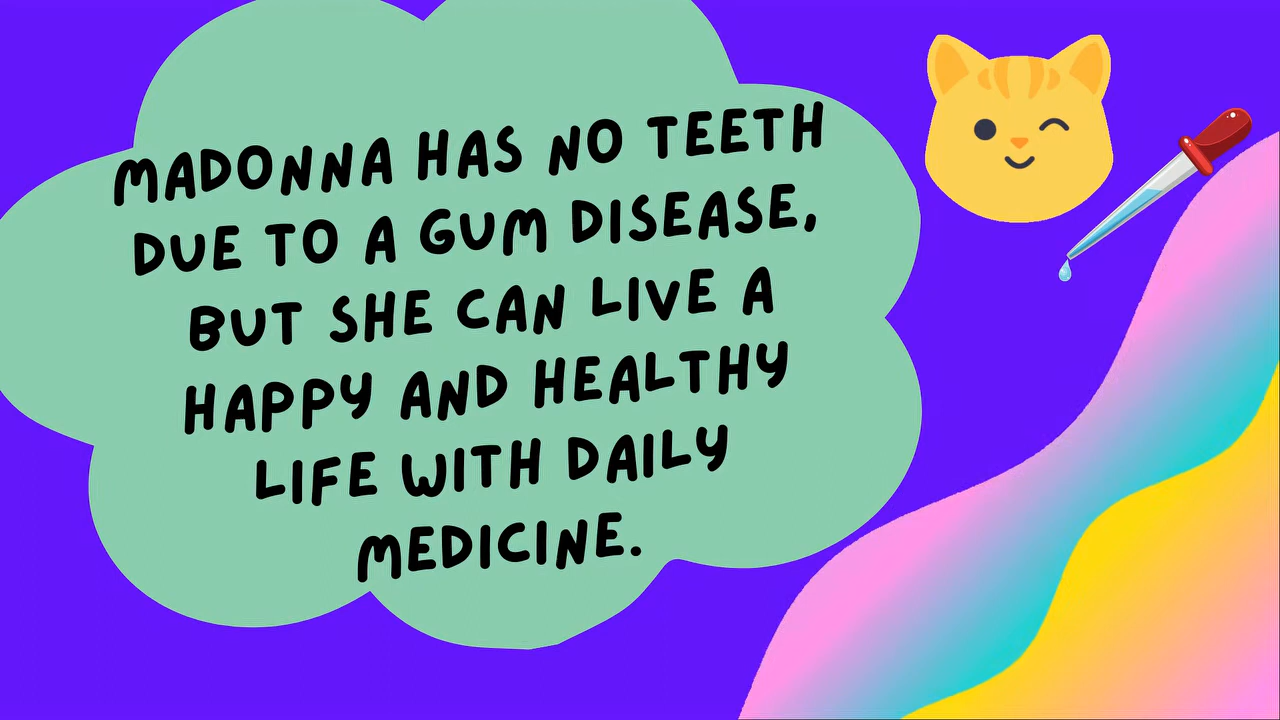 MADONNA HAS NO TEETH
DUE TO A GUM DISEASE,
BUT SHE CAN LIVE A
HAPPY AND HEALTHY
LIFE WITH DAILY
MEDICINE.